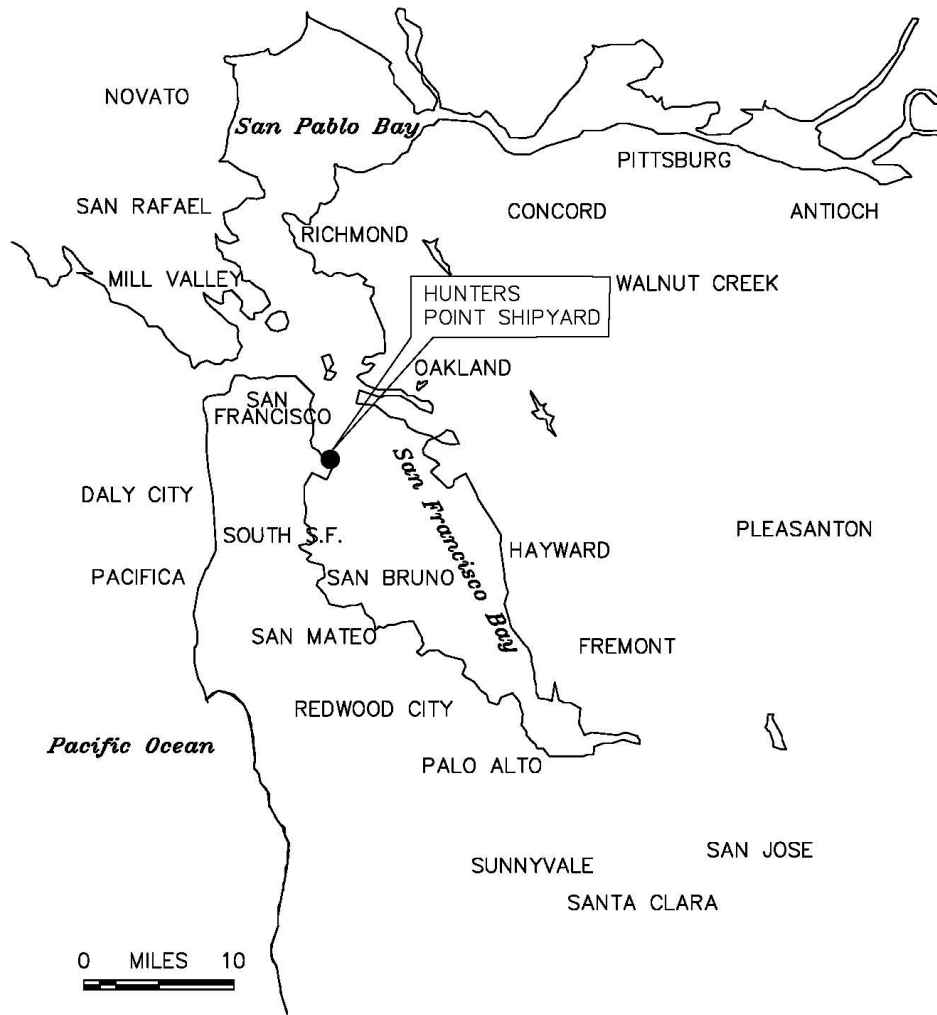 NOVATO
San Pablo Bay
PITTSBURG
SAN RAFAEL
CONCORD
ANTIOCH
RICHMOND
MILL VALLEY
WALNUT CREEK
HUNTERS
POINT SHIPYARD
OAKLAND
SAN
FRANCISCO
DALY CITY
San Francisco Bay
SOUTH S.F.
HAYWARD
PLEASANTON
PACIFICA
SAN BRUNO
SAN MATEO
FREMONT
REDWOOD CITY
Pacific Ocean
PALO ALTO
SUNNYVALE
SAN JOSE
SANTA CLARA
0 MILES 10